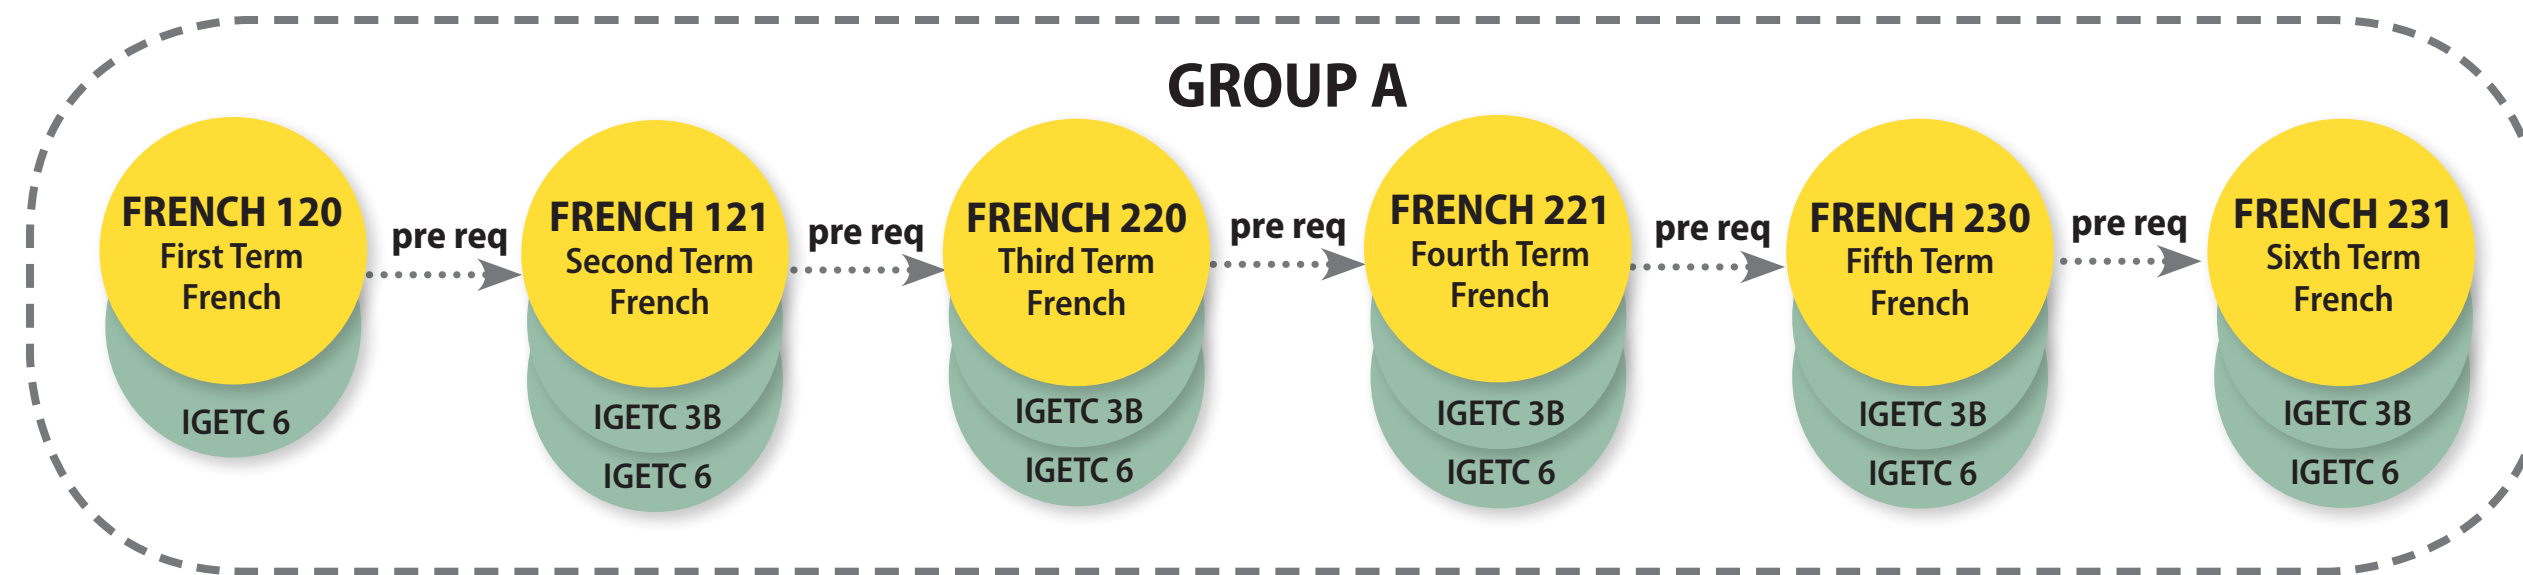 GROUP A
FRENCH 120
First Term
French
IGETC 6
pre req
FRENCH 121
Second Term
French
IGETC 3B
IGETC 6
pre req
FRENCH 220
Third Term
French
IGETC 3B
IGETC 6
pre req
FRENCH 221
Fourth Term
French
IGETC 3B
IGETC 6
pre req
FRENCH 230
Fifth Term
French
IGETC 3B
IGETC 6
pre req
FRENCH 231
Sixth Term
French
IGETC 3B
IGETC 6